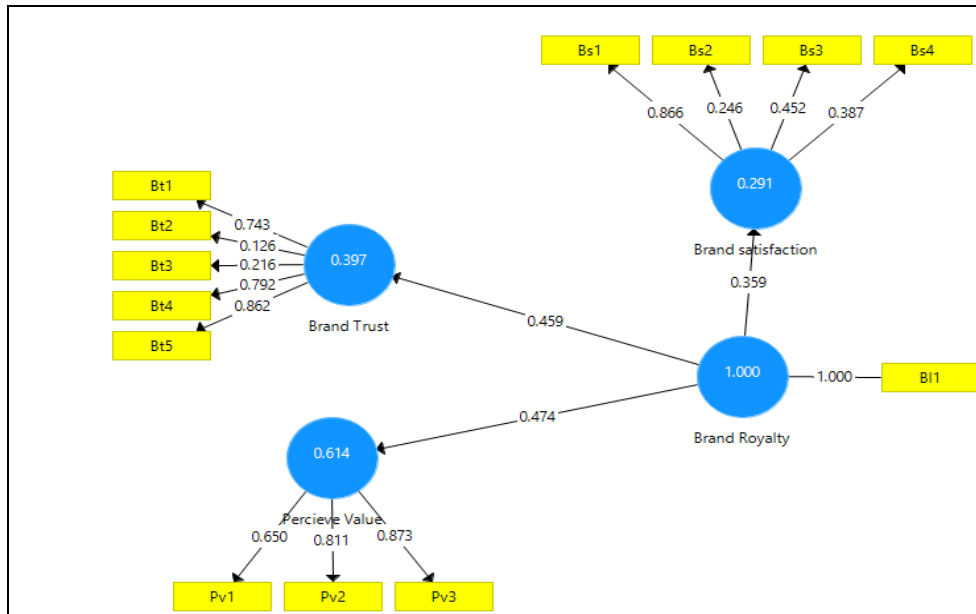 Bs1
Bs2
Bs3
Bs4
0.866
0.246
0.452
0.387
0.291
Brand satisfaction
0.359
Bt1
Bt2
Bt3
Bt4
Bt5
0.743
0.126
0.216
0.792
0.862
0.397
Brand Trust
0.459
1.000
1.000
Bl1
Brand Royalty
0.474
0.614
Percieve Value
0.650
0.811
0.873
Pv1
Pv2
Pv3